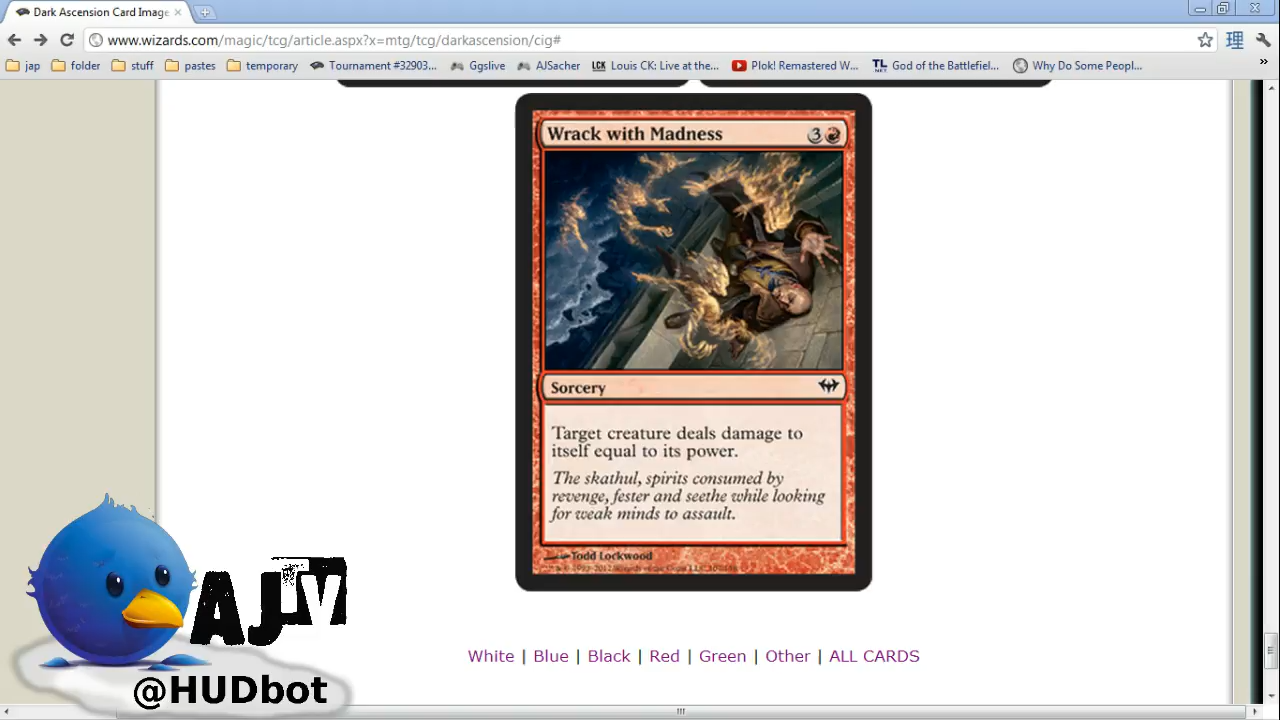 Dark Ascension Card Image
www.wizards.com/magic/tcg/article.aspx?x=mtg/tcg/darkascension/cig#
jap folder stuff pastes temporary Tournament #32903... Ggslive AJSacher LCK Louis CK: Live at the... Plok! Remastered W... TL NET God of the Battlefiel... Why Do Some Peopl...
理
Wrack with Madness 3
Sorcery
Target creature deals damage to
itself equal to its power.
The skathul, spirits consumed by
revenge, fester and seethe while looking
for weak minds to assault.
Todd Lockwood
AJTV
@HUDbot
White | Blue | Black | Red | Green | Other | ALL CARDS